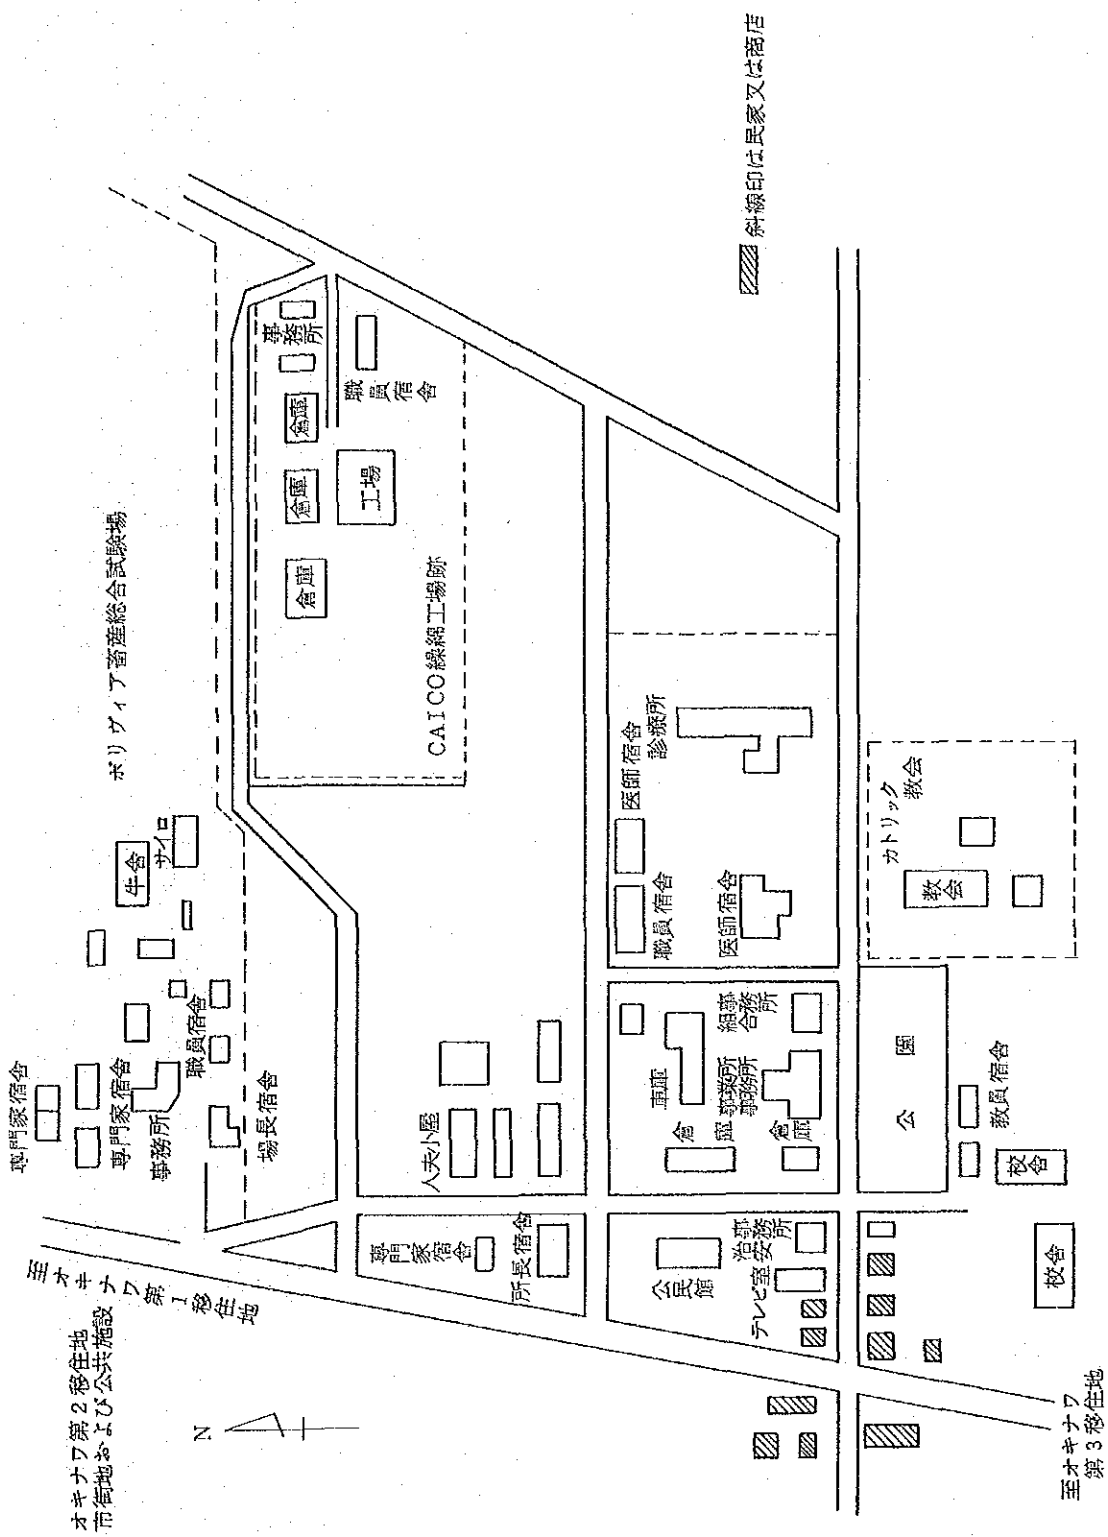 オキナワ第2移住地
市街地および公共施設
N
至オキナワ第1移住地
専門家宿舎
専門家宿舎
事務所
職員宿舎
場長宿舎
牛舎
サイロ
ボリヴィア畜産総合試験場
事務所
倉庫
倉庫
倉庫
工場
職員宿舎
CAICO繰綿工場跡
人夫小屋
専門家宿舎
所長宿舎
公民館
治安事務所
テレビ室
車庫
倉庫
倉庫
事業所
事務所
組合事務所
職員宿舎
医師宿舎
医師宿舎
診療所
公園
カトリック
教会
教会
教員宿舎
校舎
校舎
斜線印は民家又は商店
至オキナワ
第3移住地